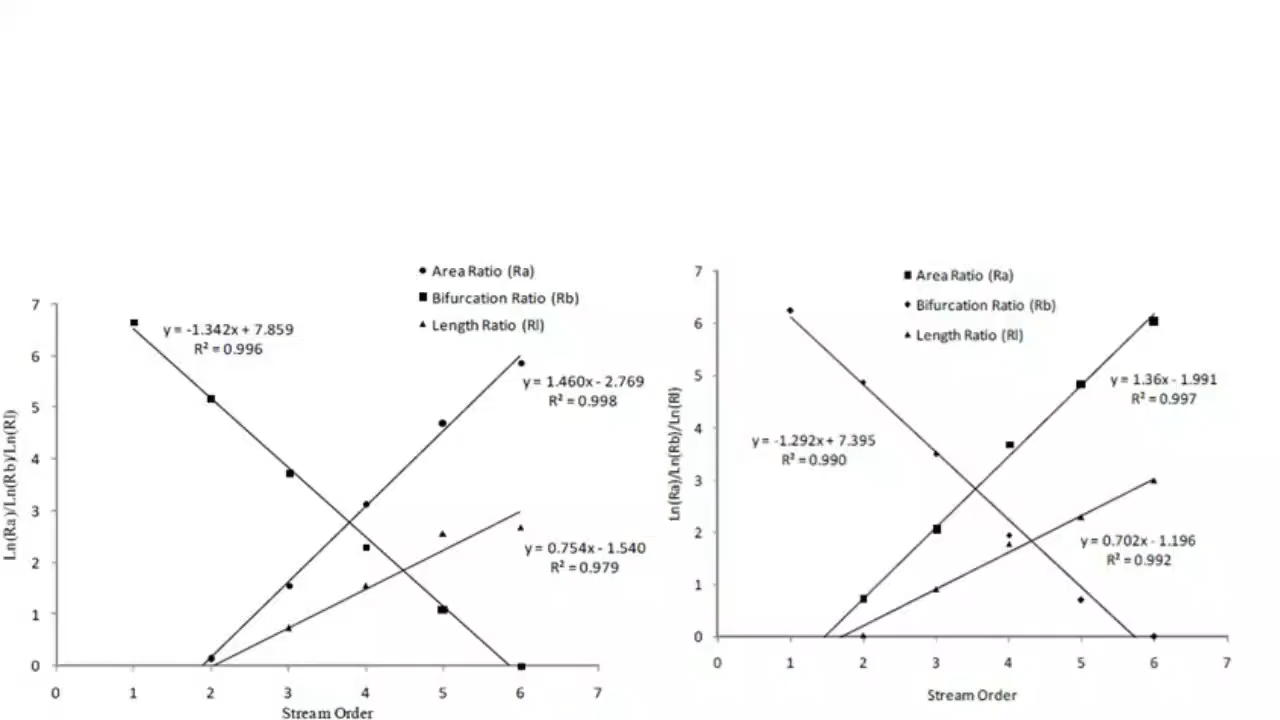 Area Ratio (Ra)
Bifurcation Ratio (Rb)
Length Ratio (Rl)
7
6
5
4
3
2
1
0
y = -1.342x + 7.859
R² = 0.996
y = 1.460x - 2.769
R² = 0.998
y = 0.754x - 1.540
R² = 0.979
Ln(Ra)/Ln(Rb)/Ln(Rl)
0 1 2 3 4 5 6 7
Stream Order
Area Ratio (Ra)
Bifurcation Ratio (Rb)
Length Ratio (Rl)
7
6
5
4
3
2
1
0
y = 1.36x - 1.991
R² = 0.997
y = -1.292x + 7.395
R² = 0.990
y = 0.702x - 1.196
R² = 0.992
Ln(Ra)/Ln(Rb)/Ln(Rl)
0 1 2 3 4 5 6 7
Stream Order